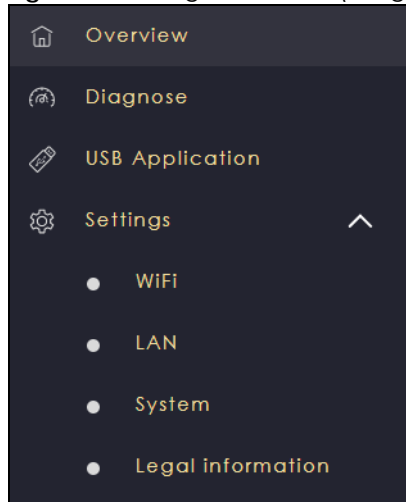 Overview
Diagnose
USB Application
Settings
WiFi
LAN
System
Legal information